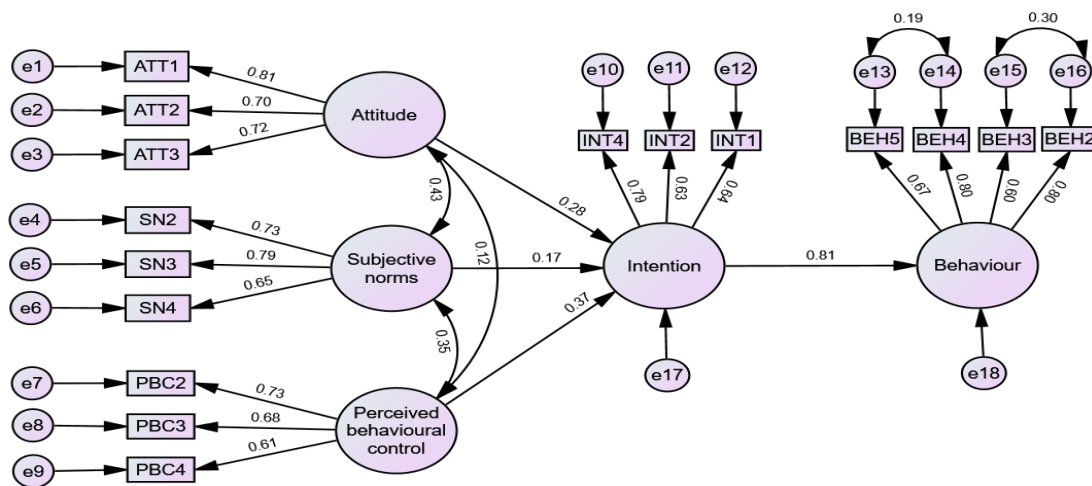 e1
ATT1
0.81
e2
ATT2
0.70
e3
ATT3
0.72
Attitude
e4
SN2
0.73
e5
SN3
0.79
e6
SN4
0.65
Subjective
norms
e7
PBC2
0.73
e8
PBC3
0.68
e9
PBC4
0.61
Perceived
behavioural
control
0.43
0.12
0.35
0.28
0.17
0.37
e10
e11
e12
INT4
INT2
INT1
0.79
0.63
0.64
Intention
e17
0.81
0.19
0.30
e13
e14
e15
e16
BEH5
BEH4
BEH3
BEH2
0.67
0.80
0.60
0.80
Behaviour
e18